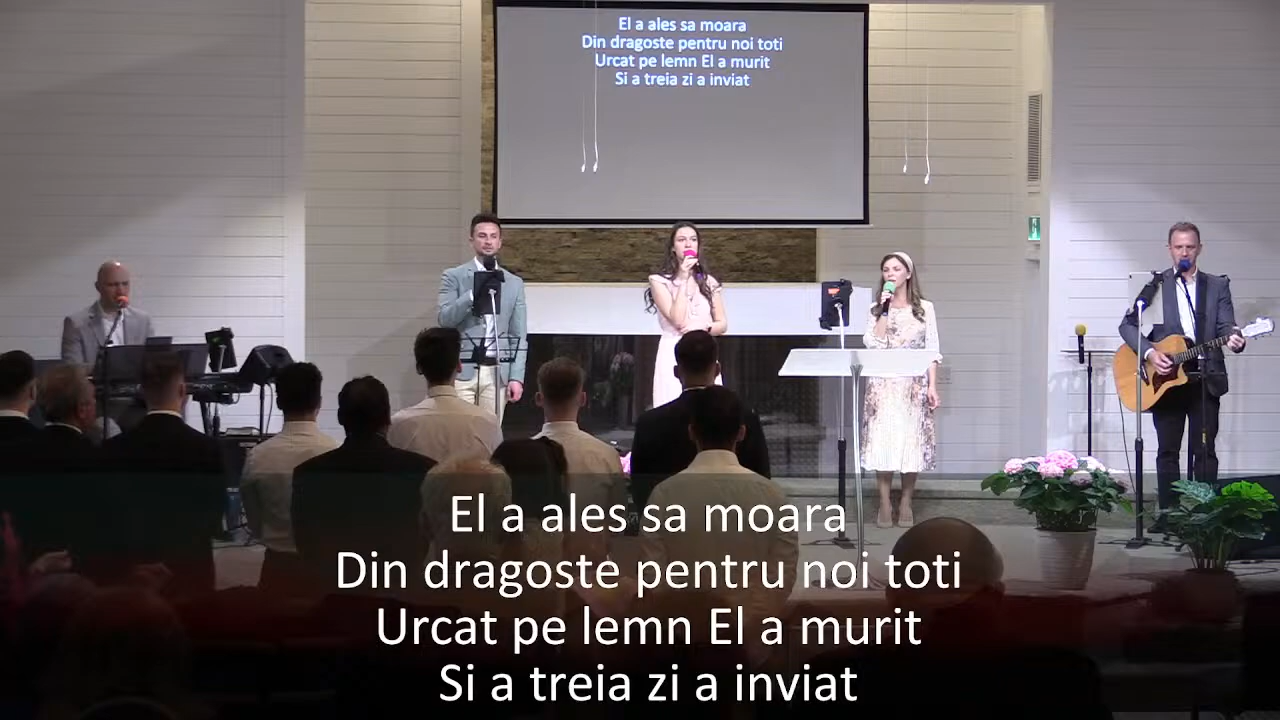 El a ales sa moara
Din dragoste pentru noi toti
Urcat pe lemn El a murit
Si a treia zi a inviat
El a ales sa moara
Din dragoste pentru noi toti
Urcat pe lemn El a murit
Si a treia zi a inviat